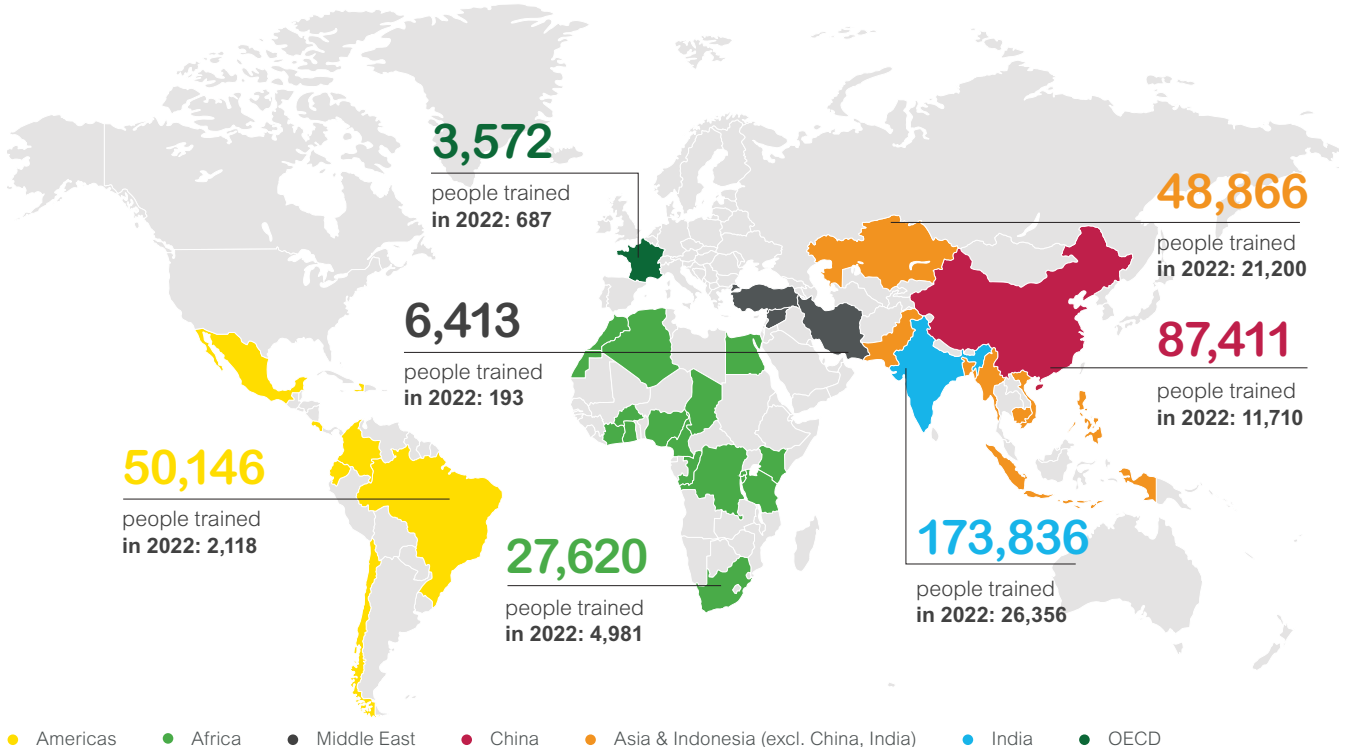 3,572
people trained
in 2022: 687
48,866
people trained
in 2022: 21,200
6,413
people trained
in 2022: 193
87,411
people trained
in 2022: 11,710
50,146
people trained
in 2022: 2,118
27,620
people trained
in 2022: 4,981
173,836
people trained
in 2022: 26,356
Americas Africa Middle East China Asia & Indonesia (excl. China, India) India OECD